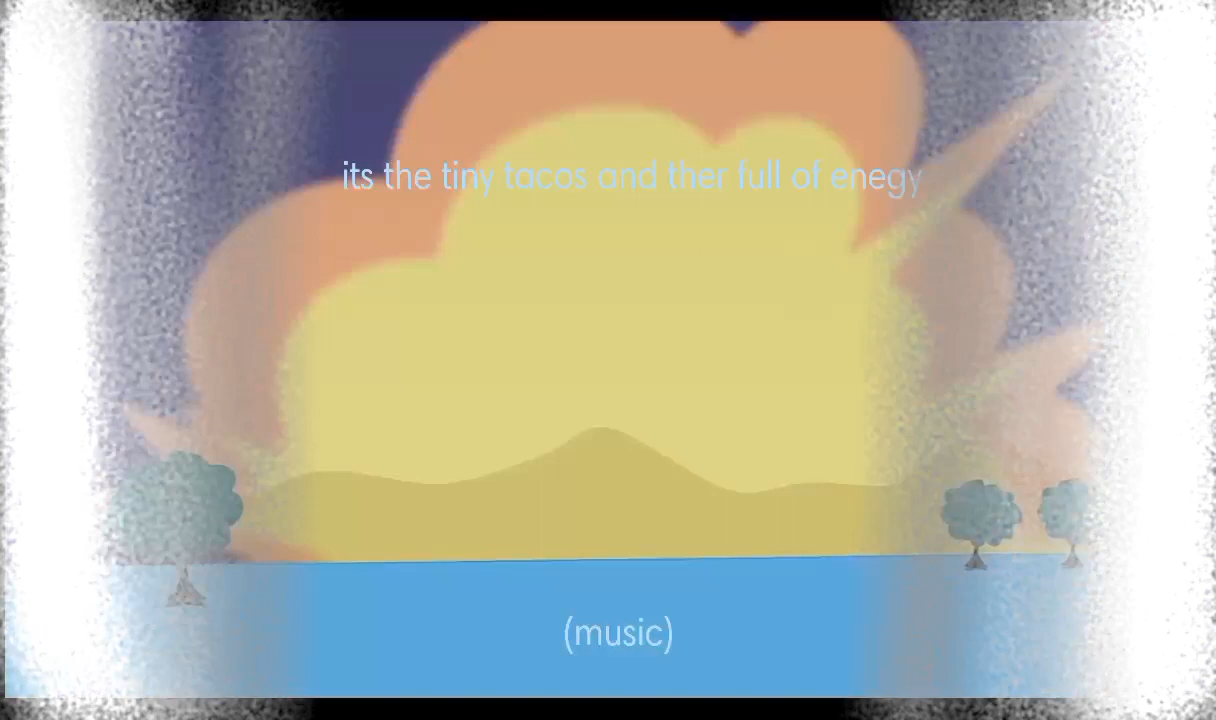 its the tiny tacos and ther full of enegy
(music)